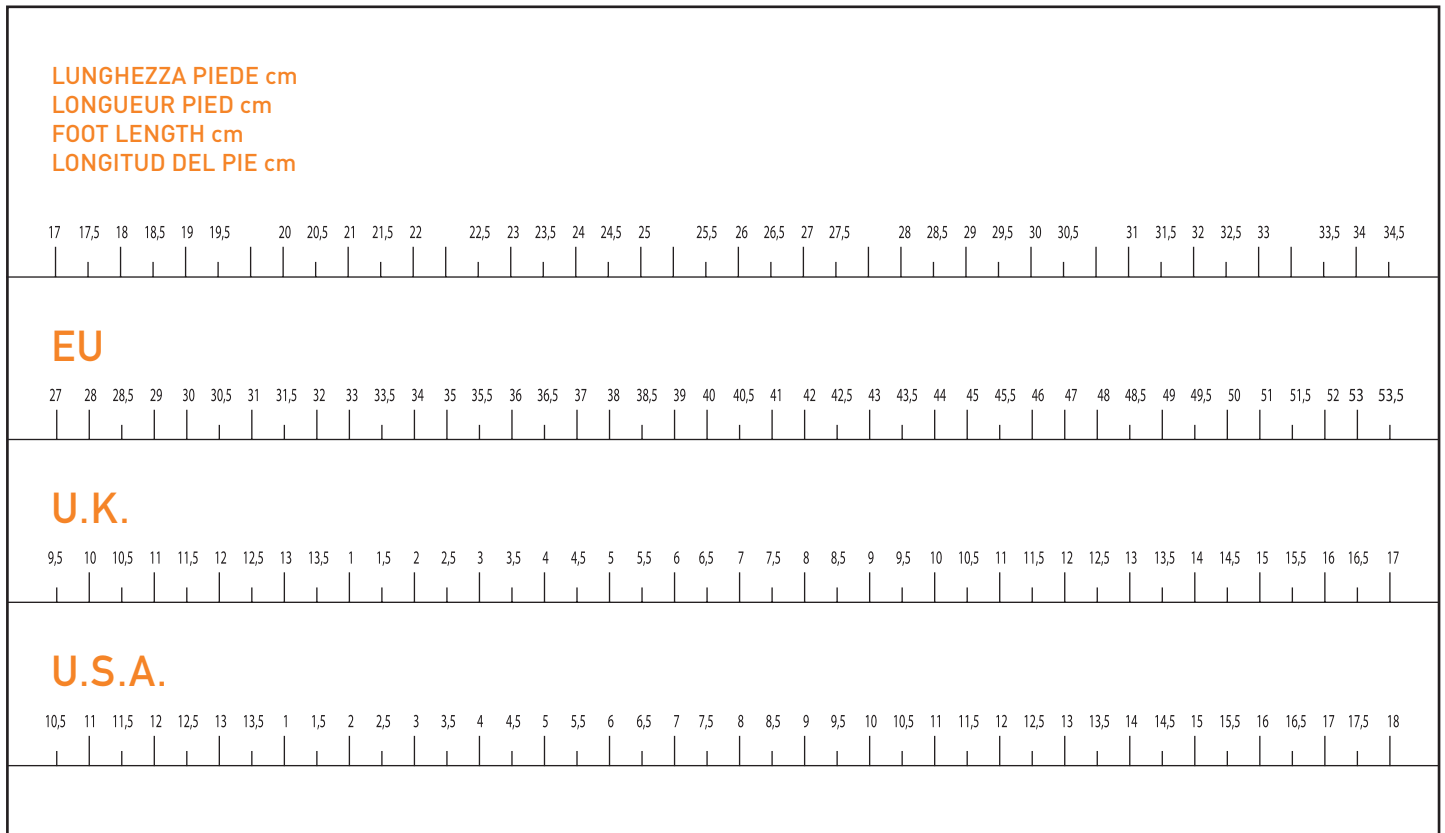 LUNGHEZZA PIEDE cm
LONGUEUR PIED cm
FOOT LENGTH cm
LONGITUD DEL PIE cm
17 17,5 18 18,5 19 19,5 20 20,5 21 21,5 22 22,5 23 23,5 24 24,5 25 25,5 26 26,5 27 27,5 28 28,5 29 29,5 30 30,5 31 31,5 32 32,5 33 33,5 34 34,5
EU
27 28 28,5 29 30 30,5 31 31,5 32 33 33,5 34 35 35,5 36 36,5 37 38 38,5 39 40 40,5 41 42 42,5 43 43,5 44 45 45,5 46 47 48 48,5 49 49,5 50 51 51,5 52 53 53,5
U.K.
9,5 10 10,5 11 11,5 12 12,5 13 13,5 1 1,5 2 2,5 3 3,5 4 4,5 5 5,5 6 6,5 7 7,5 8 8,5 9 9,5 10 10,5 11 11,5 12 12,5 13 13,5 14 14,5 15 15,5 16 16,5 17
U.S.A.
10,5 11 11,5 12 12,5 13 13,5 1 1,5 2 2,5 3 3,5 4 4,5 5 5,5 6 6,5 7 7,5 8 8,5 9 9,5 10 10,5 11 11,5 12 12,5 13 13,5 14 14,5 15 15,5 16 16,5 17 17,5 18